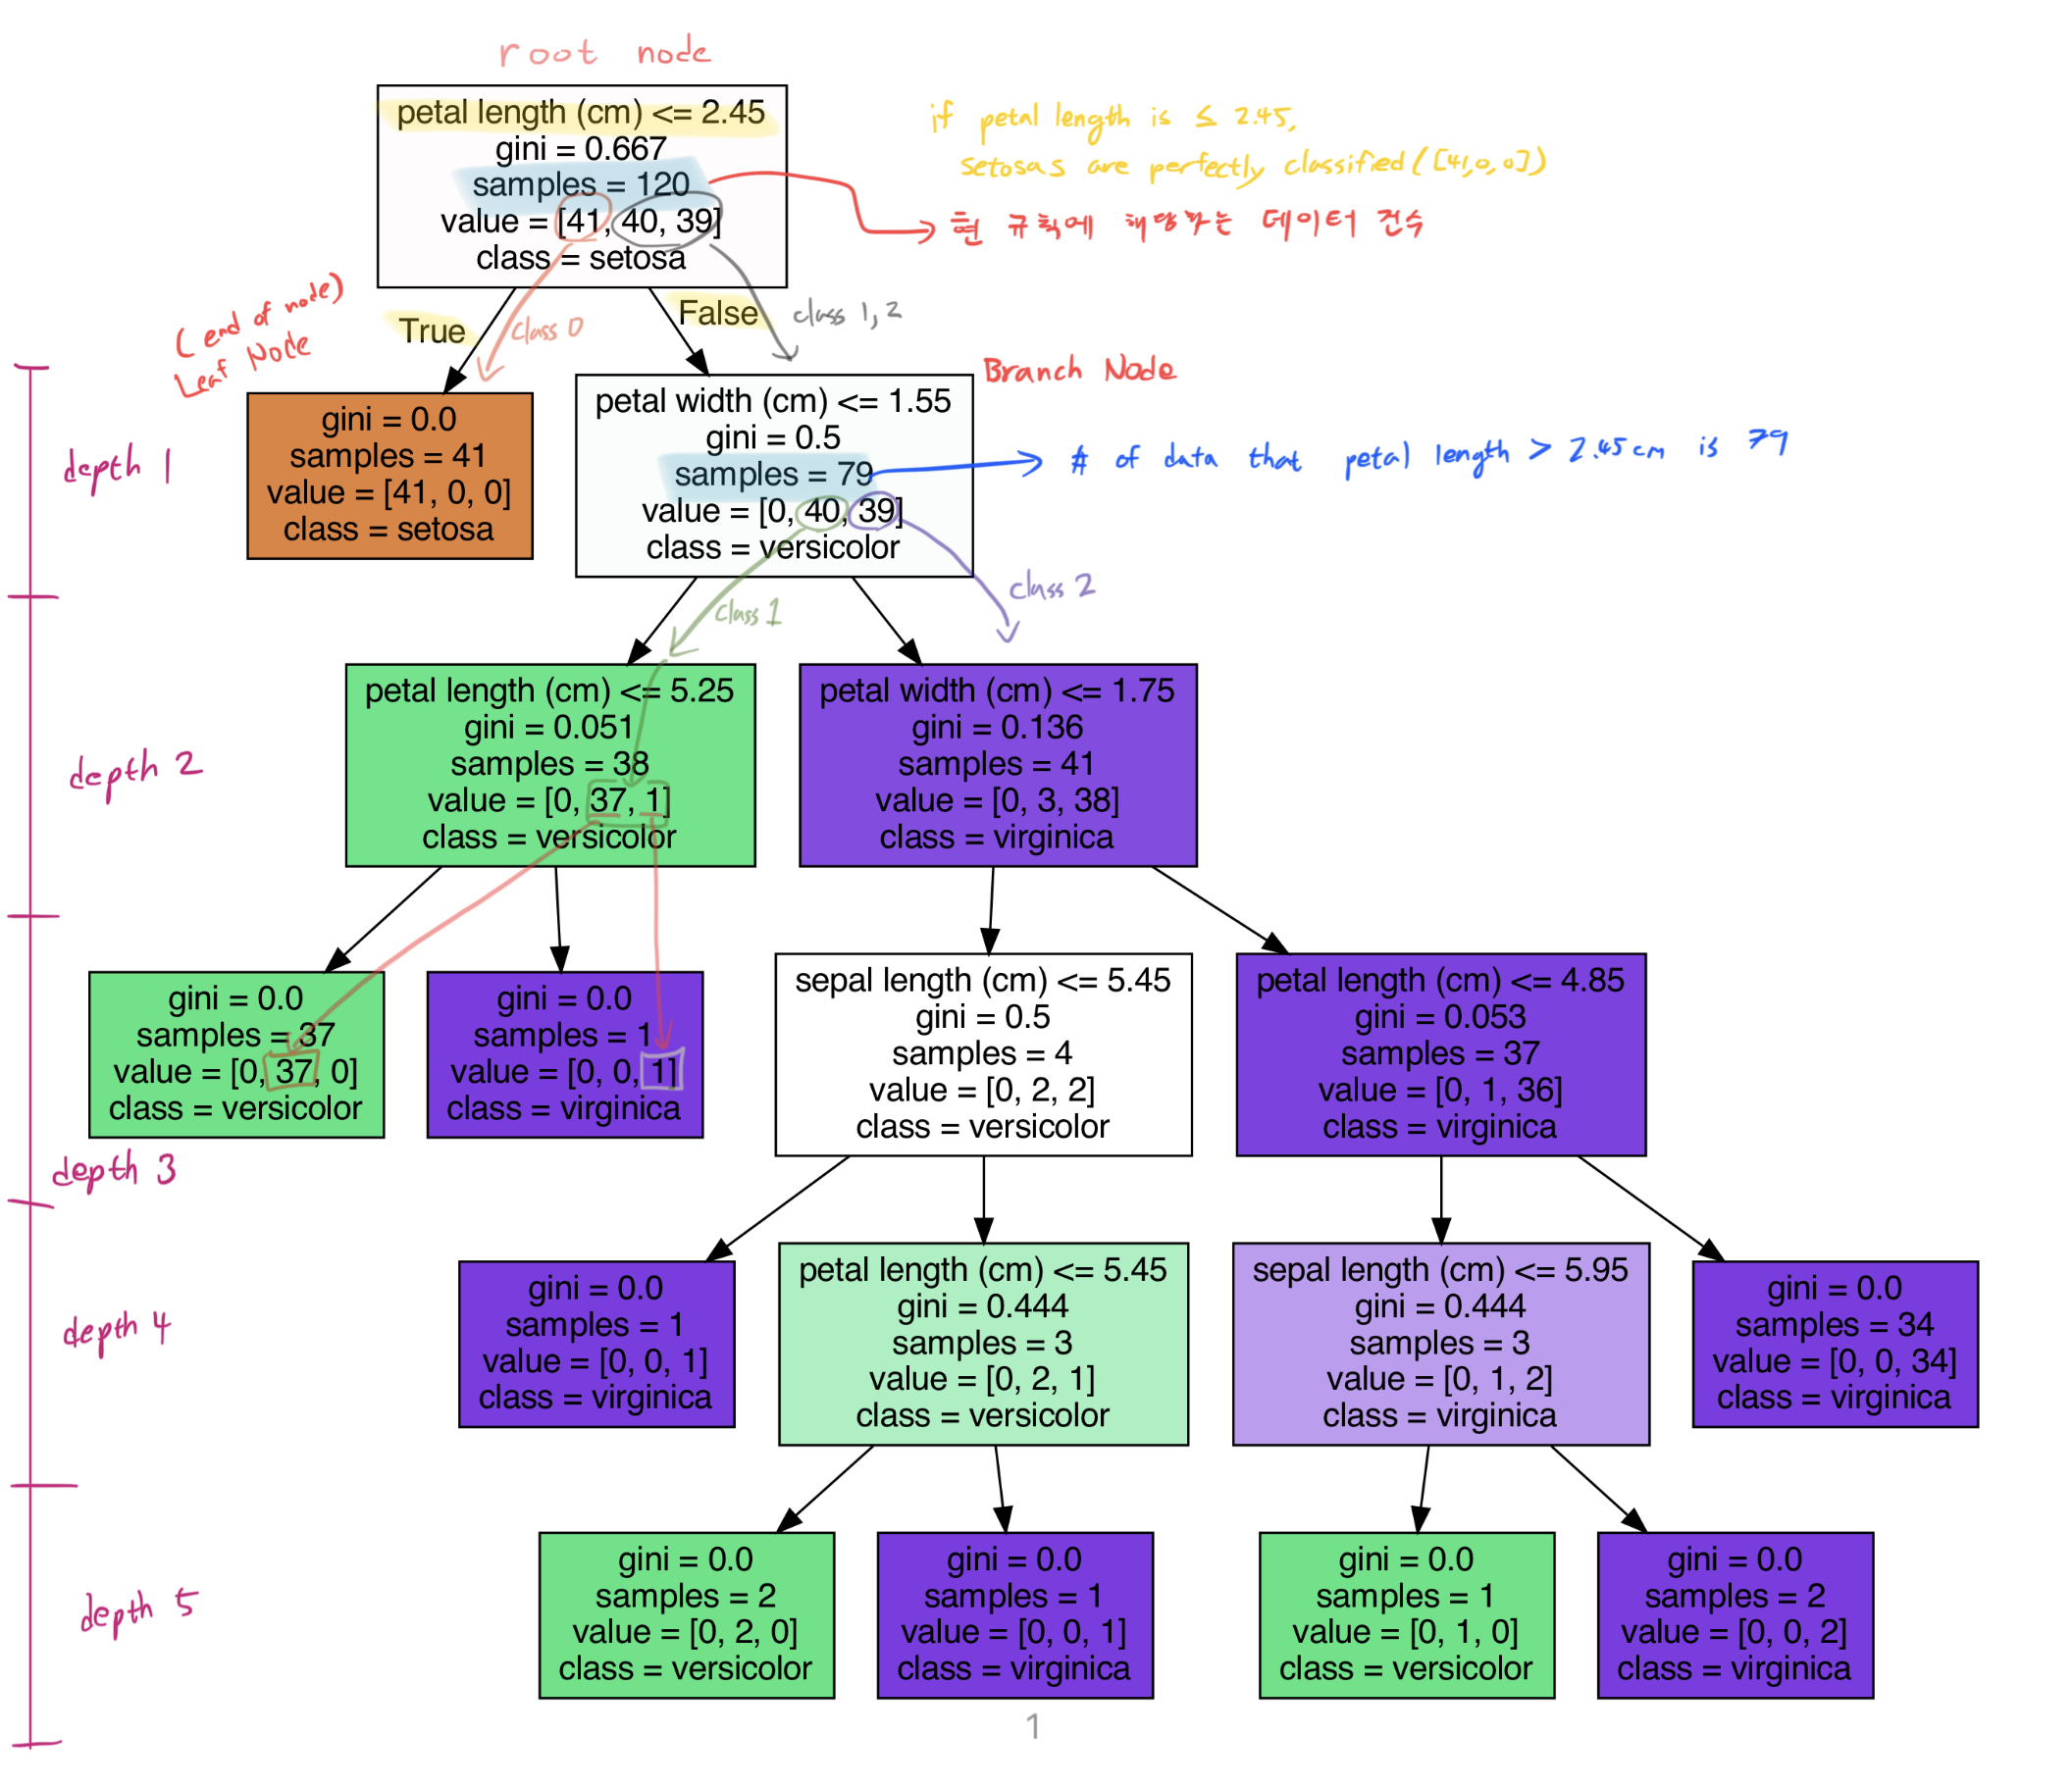 root node
petal length (cm) <= 2.45
gini = 0.667
samples = 120
value = [41, 40, 39]
class = setosa
if petal length is ≤ 2.45,
setosas are perfectly classified ([41,0,0])
현 규칙에 해당하는 데이터 건수
True
class 0
False
class 1, 2
(end of node)
Leaf Node
Branch Node
depth 1
gini = 0.0
samples = 41
value = [41, 0, 0]
class = setosa
petal width (cm) <= 1.55
gini = 0.5
samples = 79
value = [0, 40, 39]
class = versicolor
# of data that petal length > 2.45cm is 79
class 1
class 2
depth 2
petal length (cm) <= 5.25
gini = 0.051
samples = 38
value = [0, 37, 1]
class = versicolor
petal width (cm) <= 1.75
gini = 0.136
samples = 41
value = [0, 3, 38]
class = virginica
gini = 0.0
samples = 37
value = [0, 37, 0]
class = versicolor
gini = 0.0
samples = 1
value = [0, 0, 1]
class = virginica
sepal length (cm) <= 5.45
gini = 0.5
samples = 4
value = [0, 2, 2]
class = versicolor
petal length (cm) <= 4.85
gini = 0.053
samples = 37
value = [0, 1, 36]
class = virginica
depth 3
depth 4
gini = 0.0
samples = 1
value = [0, 0, 1]
class = virginica
petal length (cm) <= 5.45
gini = 0.444
samples = 3
value = [0, 2, 1]
class = versicolor
sepal length (cm) <= 5.95
gini = 0.444
samples = 3
value = [0, 1, 2]
class = virginica
gini = 0.0
samples = 34
value = [0, 0, 34]
class = virginica
depth 5
gini = 0.0
samples = 2
value = [0, 2, 0]
class = versicolor
gini = 0.0
samples = 1
value = [0, 0, 1]
class = virginica
gini = 0.0
samples = 1
value = [0, 1, 0]
class = versicolor
gini = 0.0
samples = 2
value = [0, 0, 2]
class = virginica
1